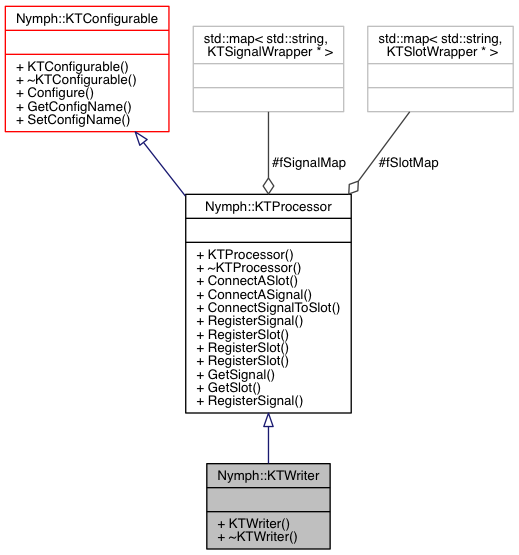 Nymph::KTConfigurable
+ KTConfigurable()
+ ~KTConfigurable()
+ Configure()
+ GetConfigName()
+ SetConfigName()
std::map< std::string,
KTSignalWrapper * >
std::map< std::string,
KTSlotWrapper * >
#fSignalMap
#fSlotMap
Nymph::KTProcessor
+ KTProcessor()
+ ~KTProcessor()
+ ConnectASlot()
+ ConnectASignal()
+ ConnectSignalToSlot()
+ RegisterSignal()
+ RegisterSlot()
+ RegisterSlot()
+ RegisterSlot()
+ GetSignal()
+ GetSlot()
+ RegisterSignal()
Nymph::KTWriter
+ KTWriter()
+ ~KTWriter()